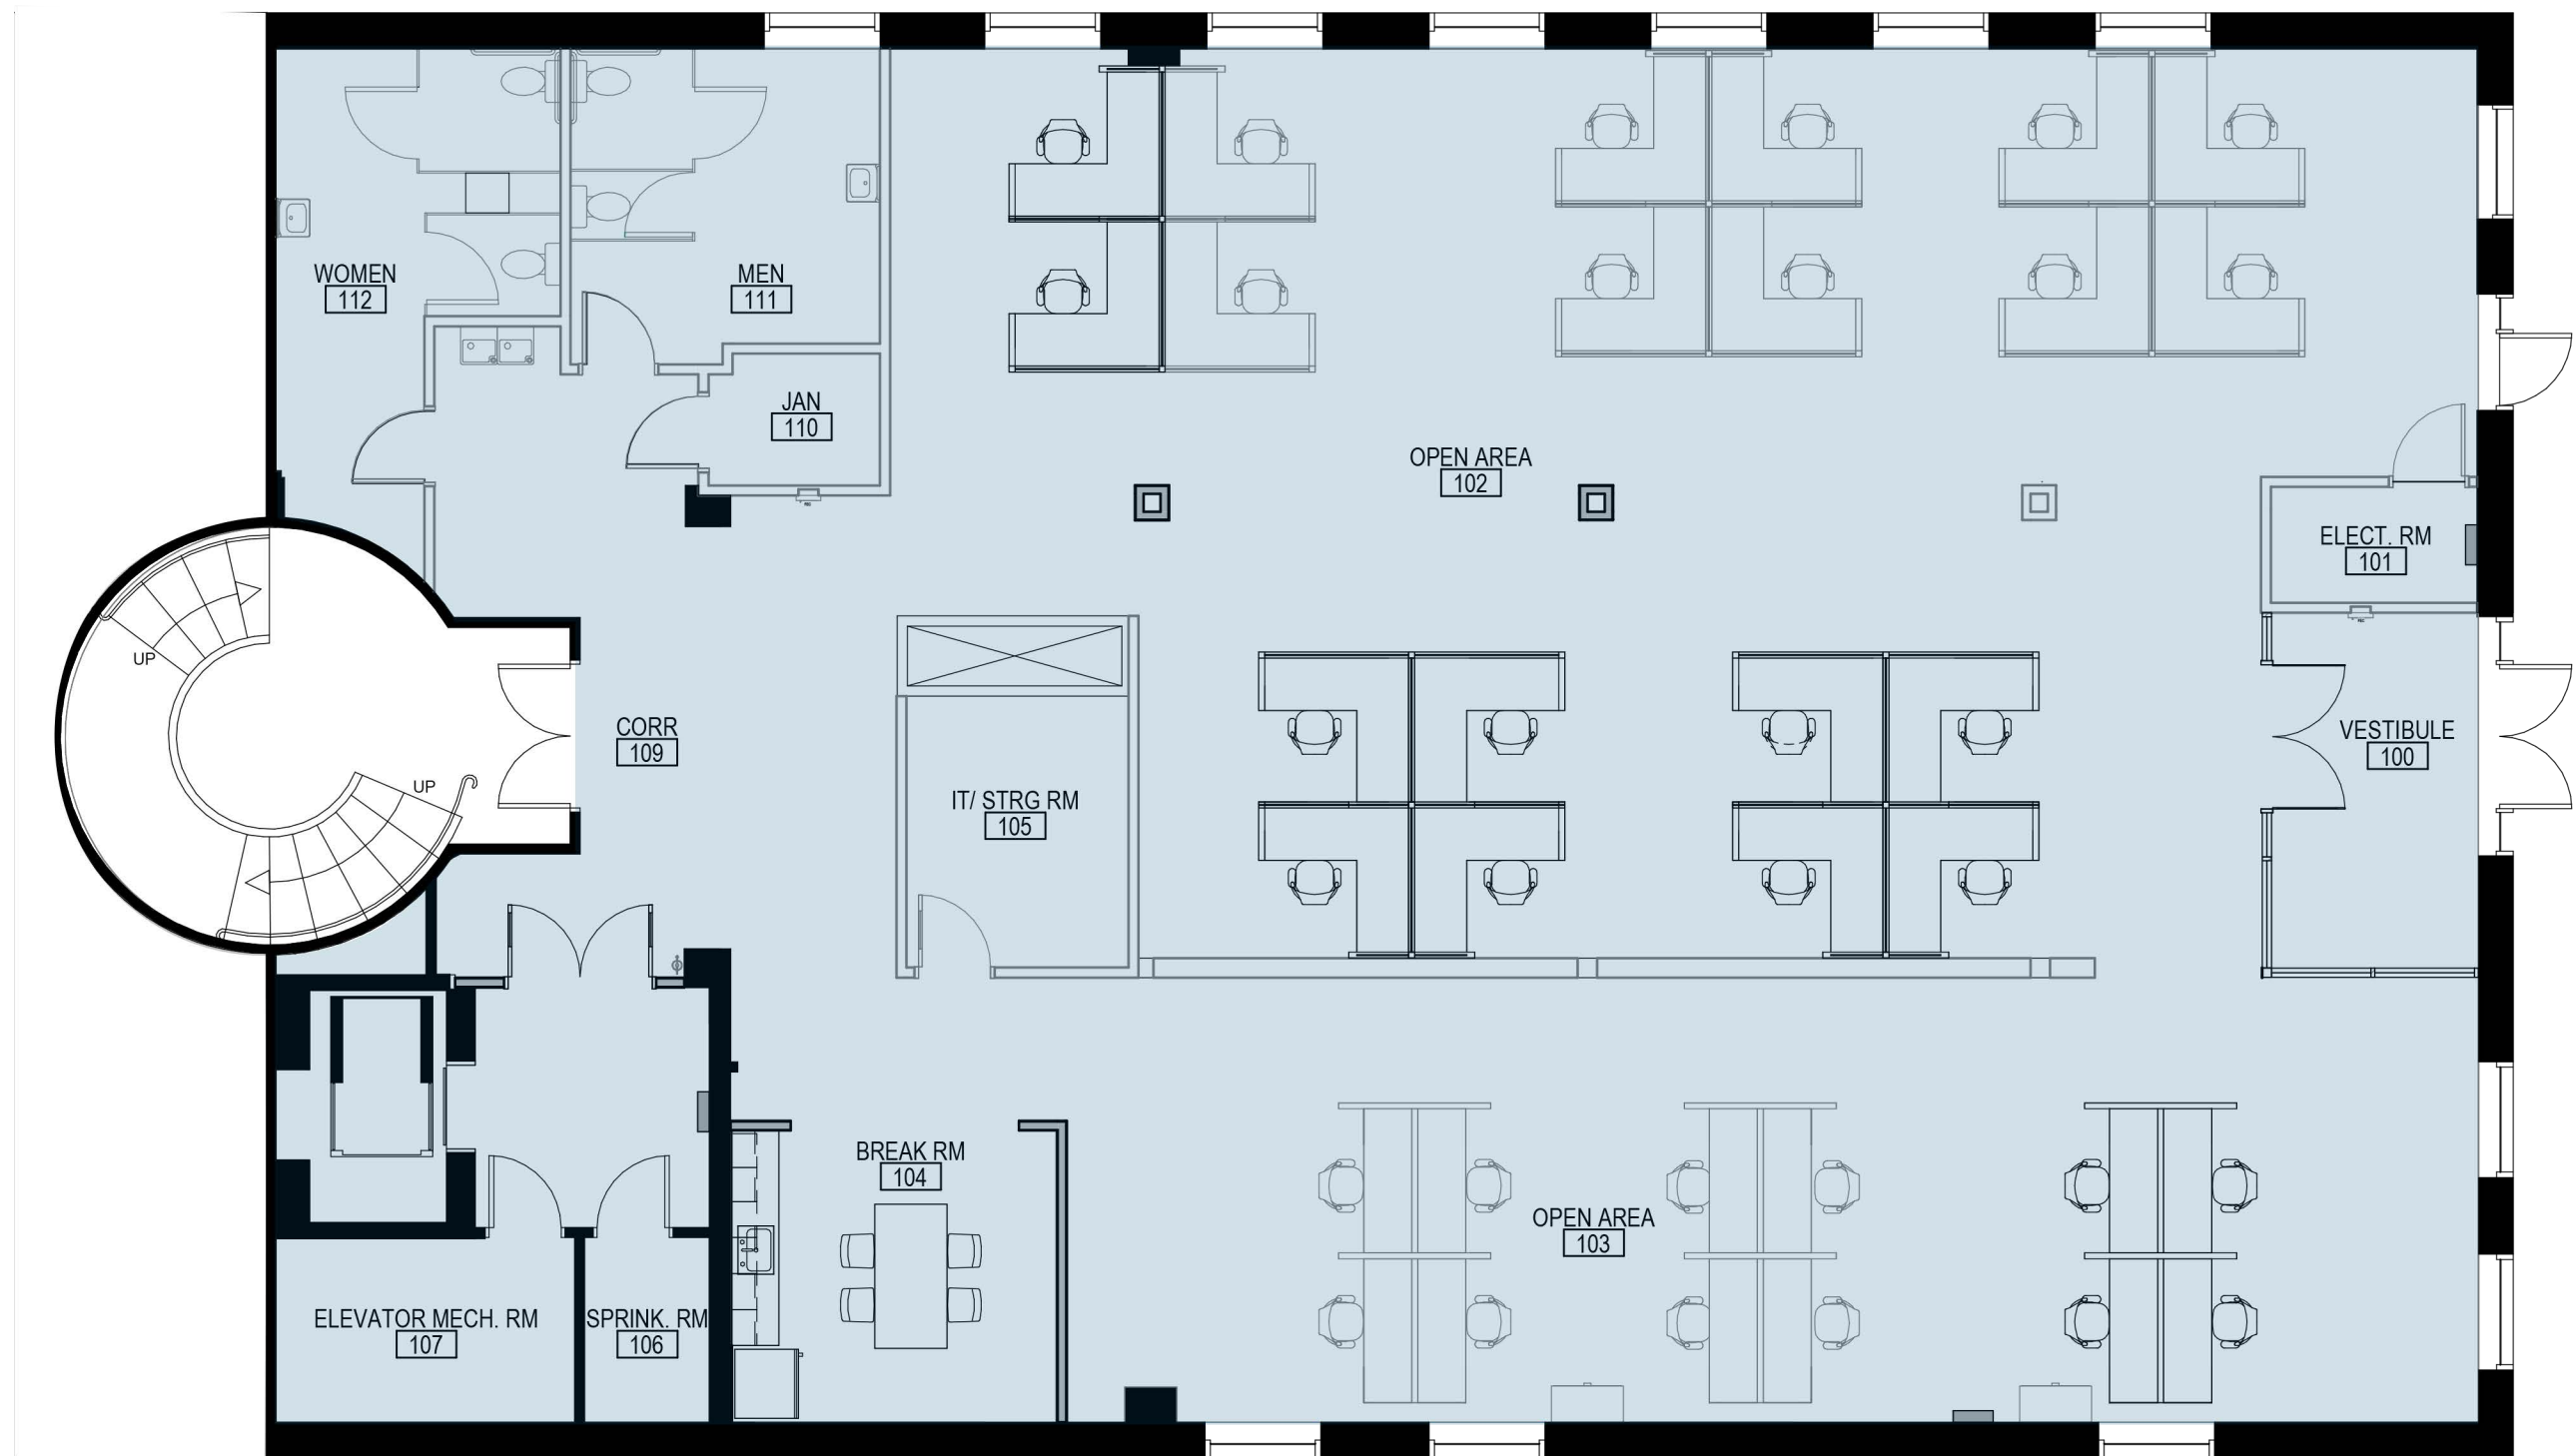 WOMEN
112
MEN
111
JAN
110
OPEN AREA
102
ELECT. RM
101
UP
CORR
109
VESTIBULE
100
UP
IT/ STRG RM
105
BREAK RM
104
OPEN AREA
103
ELEVATOR MECH. RM
107
SPRINK. RM
106